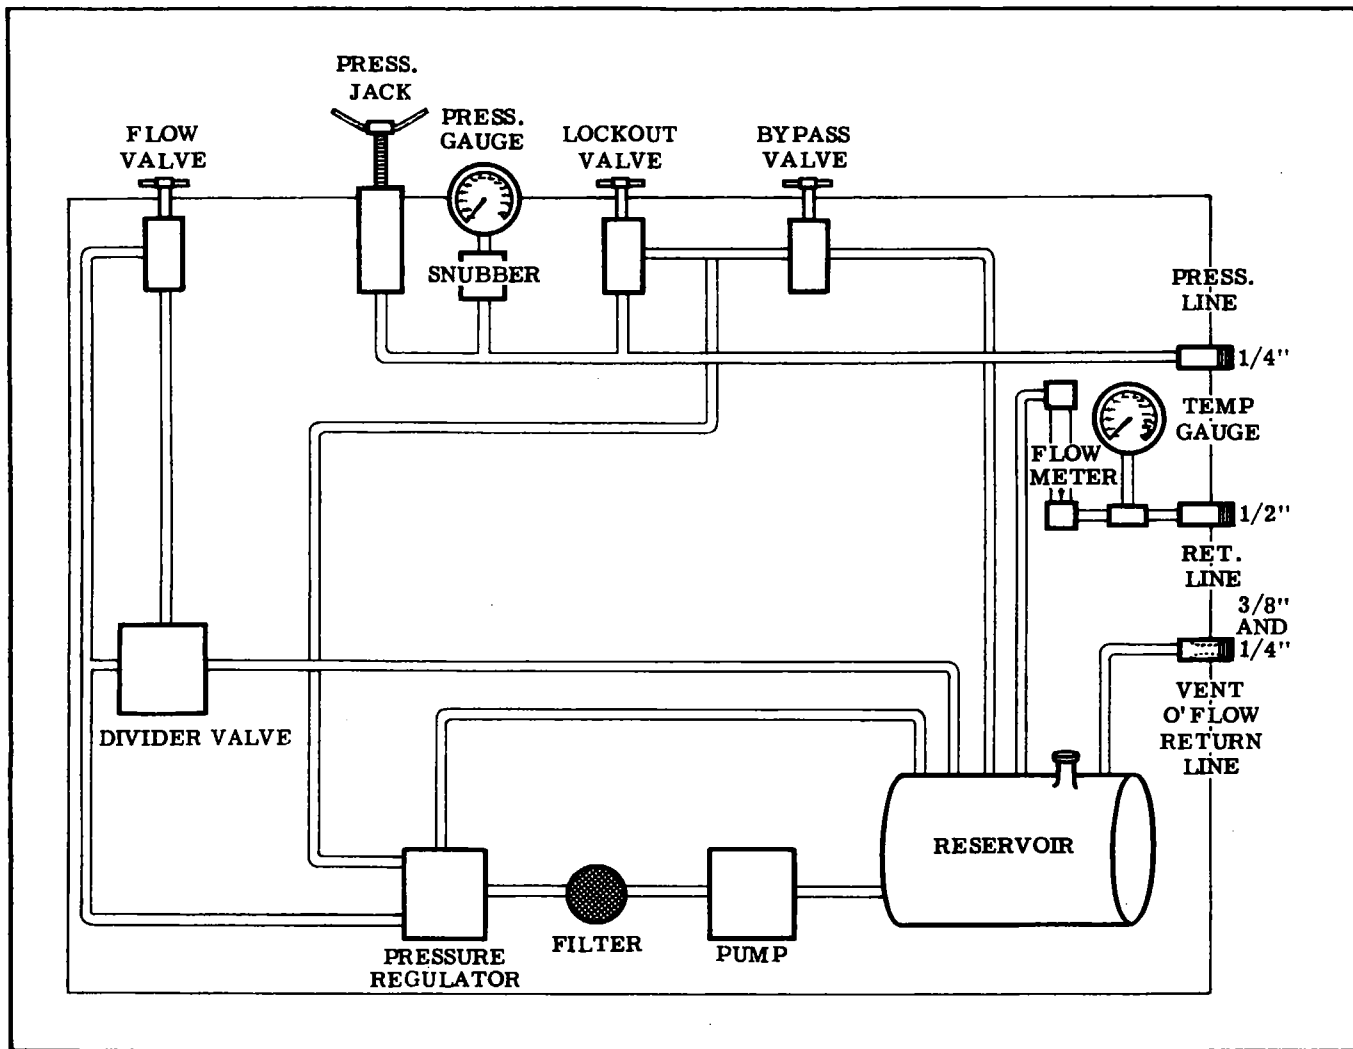 PRESS.
JACK
PRESS.
GAUGE
FLOW
VALVE
LOCKOUT
VALVE
BYPASS
VALVE
SNUBBER
PRESS.
LINE
1/4"
TEMP
GAUGE
FLOW
METER
1/2"
RET.
LINE
3/8"
AND
1/4"
VENT
O'FLOW
RETURN
LINE
DIVIDER VALVE
RESERVOIR
FILTER
PUMP
PRESSURE
REGULATOR